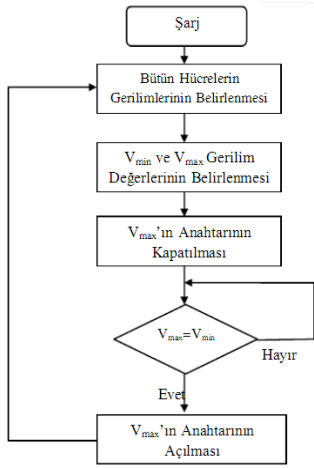 Şarj
Bütün Hücrelerin
Gerilimlerinin Belirlenmesi
Vmin ve Vmax Gerilim
Değerlerinin Belirlenmesi
Vmax’ın Anahtarının
Kapatılması
Vmax=Vmin
Hayır
Evet
Vmax’ın Anahtarının
Açılması